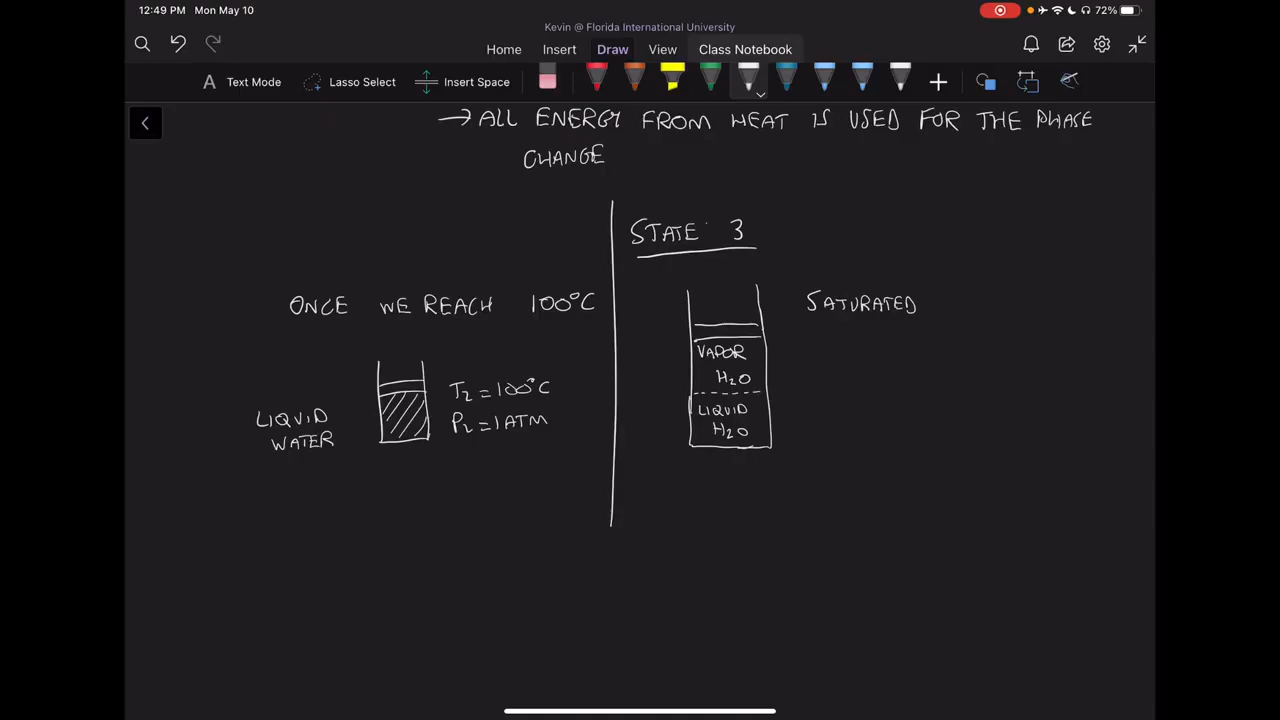 12:49 PM Mon May 10
72%
Kevin @ Florida International University
Home Insert Draw View Class Notebook
Text Mode Lasso Select Insert Space
→ ALL ENERGY FROM HEAT IS USED FOR THE PHASE
CHANGE
STATE 3
ONCE WE REACH 100°C
SATURATED
VAPOR
H₂O
LIQUID
H₂O
T₂ = 100°C
P₂ = 1 ATM
LIQUID
WATER